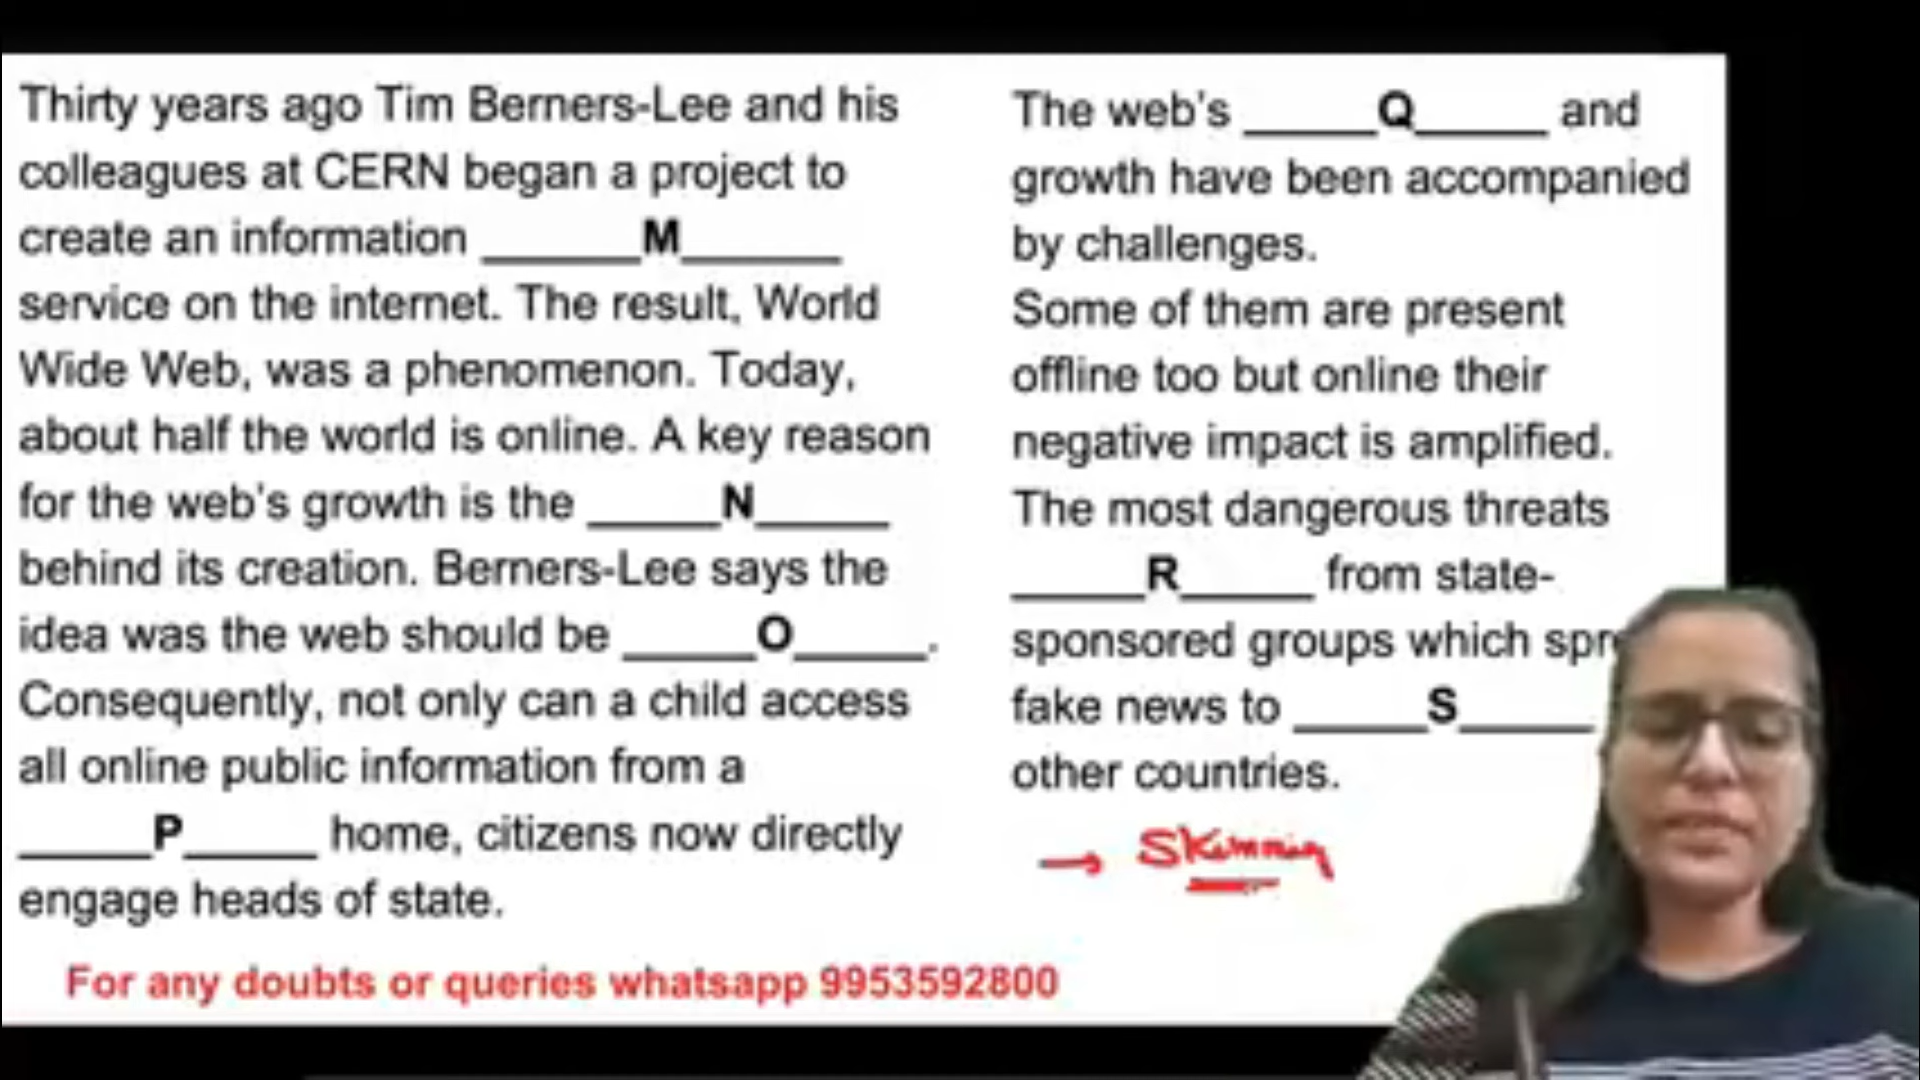 Thirty years ago Tim Berners-Lee and his
colleagues at CERN began a project to
create an information ______M______
service on the internet. The result, World
Wide Web, was a phenomenon. Today,
about half the world is online. A key reason
for the web's growth is the _____N_____
behind its creation. Berners-Lee says the
idea was the web should be _____O_____.
Consequently, not only can a child access
all online public information from a
_____P_____ home, citizens now directly
engage heads of state.
The web's _____Q_____ and
growth have been accompanied
by challenges.
Some of them are present
offline too but online their
negative impact is amplified.
The most dangerous threats
_____R_____ from state-
sponsored groups which
fake news to _____S_____
other countries.
→ Skimming
For any doubts or queries whatsapp 9953592800